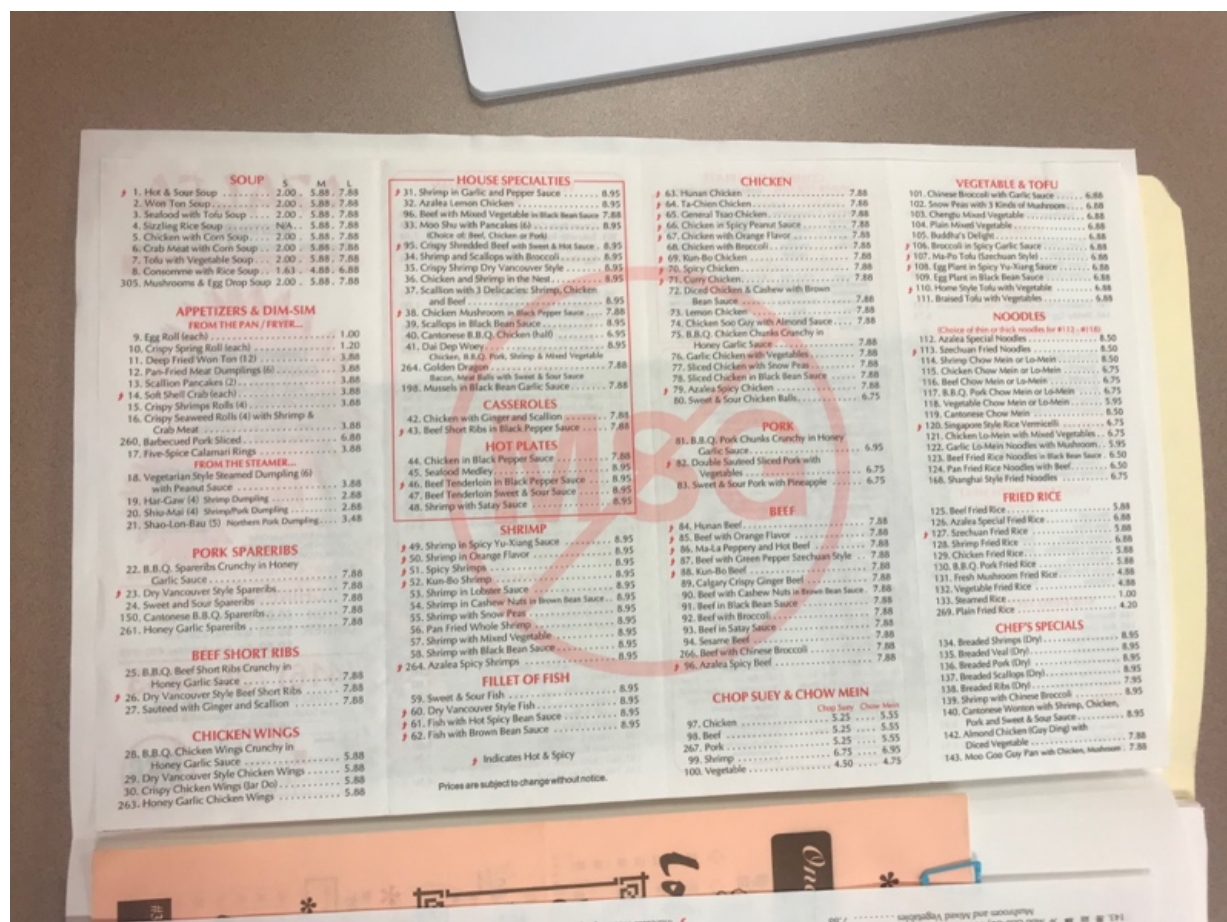 SOUP
S M L
1. Hot & Sour Soup ........ 2.00 . 5.88 . 7.88
2. Won Ton Soup ........ 2.00 . 5.88 . 7.88
3. Seafood with Tofu Soup .... 2.00 . 5.88 . 7.88
4. Sizzling Rice Soup .... N/A . 5.88 . 7.88
5. Chicken with Corn Soup .... 2.00 . 5.88 . 7.88
6. Crab Meat with Corn Soup .. 2.00 . 5.88 . 7.88
7. Tofu with Vegetable Soup .. 2.00 . 5.88 . 7.88
8. Consomme with Rice Soup .. 1.63 . 4.88 . 6.88
305. Mushrooms & Egg Drop Soup 2.00 . 5.88 . 7.88
APPETIZERS & DIM-SIM
FROM THE PAN / FRYER...
9. Egg Roll (each) ........ 1.00
10. Crispy Spring Roll (each) ........ 1.20
11. Deep Fried Won Ton (12) ........ 3.88
12. Pan-Fried Meat Dumplings (6) ........ 3.88
13. Scallion Pancakes (2) ........ 3.88
14. Soft Shell Crab (each) ........ 3.88
15. Crispy Shrimps Rolls (4) ........ 3.88
16. Crispy Seaweed Rolls (4) with Shrimp &
Crab Meat ........ 3.88
260. Barbecued Pork Sliced ........ 6.88
17. Five-Spice Calamari Rings ........ 3.88
FROM THE STEAMER...
18. Vegetarian Style Steamed Dumpling (6)
with Peanut Sauce ........ 3.88
19. Har-Gaw (4) Shrimp Dumpling ........ 2.88
20. Shiu-Mai (4) Shrimp/Pork Dumpling ........ 2.88
21. Shao-Lon-Bau (5) Northern Pork Dumpling .... 3.48
PORK SPARERIBS
22. B.B.Q. Spareribs Crunchy in Honey
Garlic Sauce ........ 7.88
23. Dry Vancouver Style Spareribs ........ 7.88
24. Sweet and Sour Spareribs ........ 7.88
150. Cantonese B.B.Q. Spareribs ........ 7.88
261. Honey Garlic Spareribs ........ 7.88
BEEF SHORT RIBS
25. B.B.Q. Beef Short Ribs Crunchy in
Honey Garlic Sauce ........ 7.88
26. Dry Vancouver Style Beef Short Ribs ........ 7.88
27. Sauteed with Ginger and Scallion ........ 7.88
CHICKEN WINGS
28. B.B.Q. Chicken Wings Crunchy in
Honey Garlic Sauce ........ 5.88
29. Dry Vancouver Style Chicken Wings ........ 5.88
30. Crispy Chicken Wings (Jar Do) ........ 5.88
263. Honey Garlic Chicken Wings ........ 5.88
HOUSE SPECIALTIES
31. Shrimp in Garlic and Pepper Sauce ........ 8.95
32. Azalea Lemon Chicken ........ 8.95
96. Beef with Mixed Vegetable in Black Bean Sauce 7.88
33. Moo Shu with Pancakes (6) ........ 8.95
(Choice of: Beef, Chicken or Pork)
95. Crispy Shredded Beef with Sweet & Hot Sauce . 8.95
34. Shrimp and Scallops with Broccoli ........ 8.95
35. Crispy Shrimp Dry Vancouver Style ........ 8.95
36. Chicken and Shrimp in the Nest ........ 8.95
37. Scallion with 3 Delicacies: Shrimp, Chicken
and Beef ........ 8.95
38. Chicken Mushroom in Black Pepper Sauce ........ 7.88
39. Scallops in Black Bean Sauce ........ 8.95
40. Cantonese B.B.Q. Chicken (half) ........ 6.95
41. Dai Dep Woey ........ 8.95
Chicken, B.B.Q. Pork, Shrimp & Mixed Vegetable
264. Golden Dragon ........ 7.88
Bacon, Meat Balls with Sweet & Sour Sauce
198. Mussels in Black Bean Garlic Sauce ........ 7.88
CASSEROLES
42. Chicken with Ginger and Scallion ........ 7.88
43. Beef Short Ribs in Black Pepper Sauce ........ 7.88
HOT PLATES
44. Chicken in Black Pepper Sauce ........ 7.88
45. Seafood Medley ........ 8.95
46. Beef Tenderloin in Black Pepper Sauce ........ 8.95
47. Beef Tenderloin Sweet & Sour Sauce ........ 8.95
48. Shrimp with Satay Sauce ........ 8.95
SHRIMP
49. Shrimp in Spicy Yu-Xiang Sauce ........ 8.95
50. Shrimp in Orange Flavor ........ 8.95
51. Spicy Shrimps ........ 8.95
52. Kun-Bo Shrimp ........ 8.95
53. Shrimp in Lobster Sauce ........ 8.95
54. Shrimp in Cashew Nuts in Brown Bean Sauce ... 8.95
55. Shrimp with Snow Peas ........ 8.95
56. Pan Fried Whole Shrimp ........ 8.95
57. Shrimp with Mixed Vegetable ........ 8.95
58. Shrimp with Black Bean Sauce ........ 8.95
264. Azalea Spicy Shrimps ........ 8.95
FILLET OF FISH
59. Sweet & Sour Fish ........ 8.95
60. Dry Vancouver Style Fish ........ 8.95
61. Fish with Hot Spicy Bean Sauce ........ 8.95
62. Fish with Brown Bean Sauce ........ 8.95
Indicates Hot & Spicy
Prices are subject to change without notice.
CHICKEN
63. Hunan Chicken ........ 7.88
64. Ta-Chien Chicken ........ 7.88
65. General Tsao Chicken ........ 7.88
66. Chicken in Spicy Peanut Sauce ........ 7.88
67. Chicken with Orange Flavor ........ 7.88
68. Chicken with Broccoli ........ 7.88
69. Kun-Bo Chicken ........ 7.88
70. Spicy Chicken ........ 7.88
71. Curry Chicken ........ 7.88
72. Diced Chicken & Cashew with Brown
Bean Sauce ........ 7.88
73. Lemon Chicken ........ 7.88
74. Chicken Soo Guy with Almond Sauce .... 7.88
75. B.B.Q. Chicken Chunks Crunchy in
Honey Garlic Sauce ........ 7.88
76. Garlic Chicken with Vegetables ........ 7.88
77. Sliced Chicken with Snow Peas ........ 7.88
78. Sliced Chicken in Black Bean Sauce ........ 7.88
79. Azalea Spicy Chicken ........ 7.88
80. Sweet & Sour Chicken Balls ........ 6.75
PORK
81. B.B.Q. Pork Chunks Crunchy in Honey
Garlic Sauce ........ 6.95
82. Double Sauteed Sliced Pork with
Vegetables ........ 6.75
83. Sweet & Sour Pork with Pineapple .... 6.75
BEEF
84. Hunan Beef ........ 7.88
85. Beef with Orange Flavor ........ 7.88
86. Ma-La Peppery and Hot Beef ........ 7.88
87. Beef with Green Pepper Szechuan Style ... 7.88
88. Kun-Bo Beef ........ 7.88
89. Calgary Crispy Ginger Beef ........ 7.88
90. Beef with Cashew Nuts in Brown Bean Sauce . 7.88
91. Beef in Black Bean Sauce ........ 7.88
92. Beef with Broccoli ........ 7.88
93. Beef in Satay Sauce ........ 7.88
94. Sesame Beef ........ 7.88
266. Beef with Chinese Broccoli ........ 7.88
96. Azalea Spicy Beef ........ 7.88
CHOP SUEY & CHOW MEIN
Chop Suey Chow Mein
97. Chicken ........ 5.25 .... 5.55
98. Beef ........ 5.25 .... 5.55
267. Pork ........ 5.25 .... 5.55
99. Shrimp ........ 6.75 .... 6.95
100. Vegetable ........ 4.50 .... 4.75
MSG
VEGETABLE & TOFU
101. Chinese Broccoli with Garlic Sauce .... 6.88
102. Snow Peas with 3 Kinds of Mushroom .... 6.88
103. Chengtu Mixed Vegetable ........ 6.88
104. Plain Mixed Vegetable ........ 6.88
105. Buddha's Delight ........ 6.88
106. Broccoli in Spicy Garlic Sauce ........ 6.88
107. Ma-Po Tofu (Szechuan Style) ........ 6.88
108. Egg Plant in Spicy Yu-Xiang Sauce ........ 6.88
109. Egg Plant in Black Bean Sauce ........ 6.88
110. Home Style Tofu with Vegetable ........ 6.88
111. Braised Tofu with Vegetables ........ 6.88
NOODLES
(Choice of thin or thick noodles for #112 - #118)
112. Azalea Special Noodles ........ 8.50
113. Szechuan Fried Noodles ........ 8.50
114. Shrimp Chow Mein or Lo-Mein ........ 8.50
115. Chicken Chow Mein or Lo-Mein ........ 6.75
116. Beef Chow Mein or Lo-Mein ........ 6.75
117. B.B.Q. Pork Chow Mein or Lo-Mein ........ 6.75
118. Vegetable Chow Mein or Lo-Mein ........ 5.95
119. Cantonese Chow Mein ........ 8.50
120. Singapore Style Rice Vermicelli ........ 6.75
121. Chicken Lo-Mein with Mixed Vegetables .. 6.75
122. Garlic Lo-Mein Noodles with Mushroom .. 5.95
123. Beef Fried Rice Noodles in Black Bean Sauce . 6.50
124. Pan Fried Rice Noodles with Beef ........ 6.50
168. Shanghai Style Fried Noodles ........ 6.75
FRIED RICE
125. Beef Fried Rice ........ 5.88
126. Azalea Special Fried Rice ........ 6.88
127. Szechuan Fried Rice ........ 5.88
128. Shrimp Fried Rice ........ 6.88
129. Chicken Fried Rice ........ 5.88
130. B.B.Q. Pork Fried Rice ........ 5.88
131. Fresh Mushroom Fried Rice ........ 4.88
132. Vegetable Fried Rice ........ 4.88
133. Steamed Rice ........ 1.00
269. Plain Fried Rice ........ 4.20
CHEF'S SPECIALS
134. Breaded Shrimps (Dry) ........ 8.95
135. Breaded Veal (Dry) ........ 8.95
136. Breaded Pork (Dry) ........ 8.95
137. Breaded Scallops (Dry) ........ 8.95
138. Breaded Ribs (Dry) ........ 7.95
139. Shrimp with Chinese Broccoli ........ 8.95
140. Cantonese Wonton with Shrimp, Chicken,
Pork and Sweet & Sour Sauce ........ 8.95
142. Almond Chicken (Guy Ding) with
Diced Vegetable ........ 7.88
143. Moo Goo Guy Pan with Chicken, Mushroom . 7.88
Mushroom and Mixed Vegetables